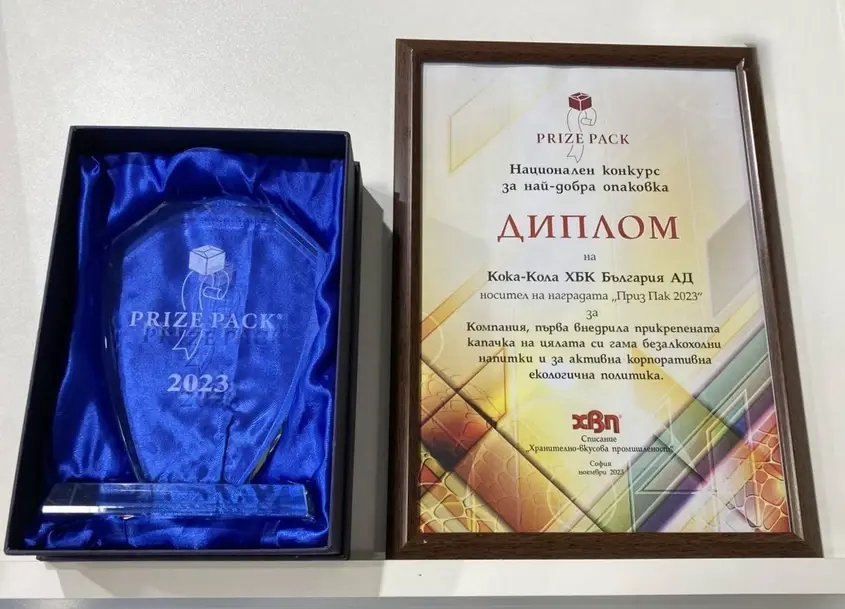 PRIZE PACK®
2023
PRIZE PACK
Национален конкурс
за най-добра опаковка
ДИПЛОМ
на
Кока-Кола ХБК България АД
носител на наградата „Приз Пак 2023“
за
Компания, първа внедрила прикрепената
капачка на цялата си гама безалкохолни
напитки и за активна корпоративна
екологична политика.
хвп®
Списание
„Хранително-вкусова промишленост“
София
ноември 2023